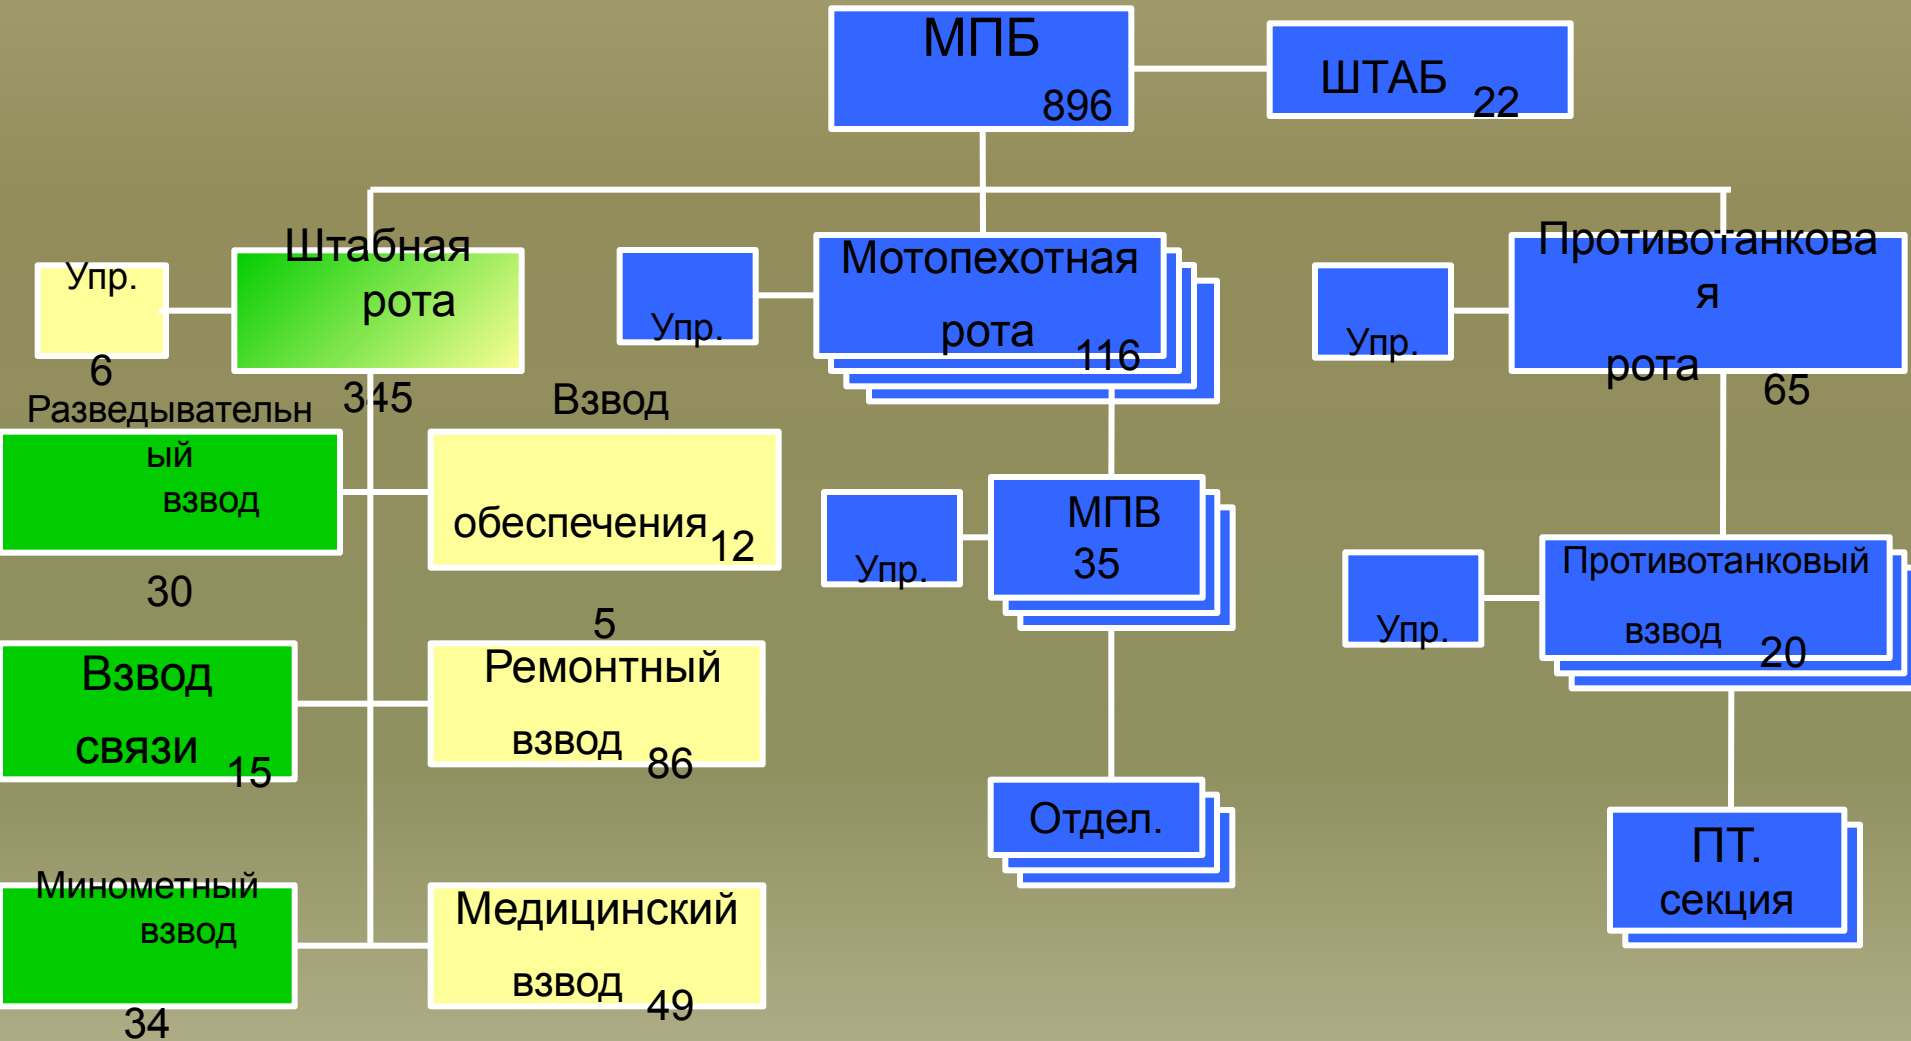 МПБ
896
ШТАБ 22
Упр.
6
Штабная
рота
345
Упр.
Мотопехотная
рота 116
Упр.
Противотанкова
я
рота 65
Разведывательн
ый
взвод
30
Взвод
обеспечения 12
5
Взвод
связи 15
Ремонтный
взвод 86
Минометный
взвод
34
Медицинский
взвод 49
Упр.
МПВ
35
Отдел.
Упр.
Противотанковый
взвод 20
ПТ.
секция